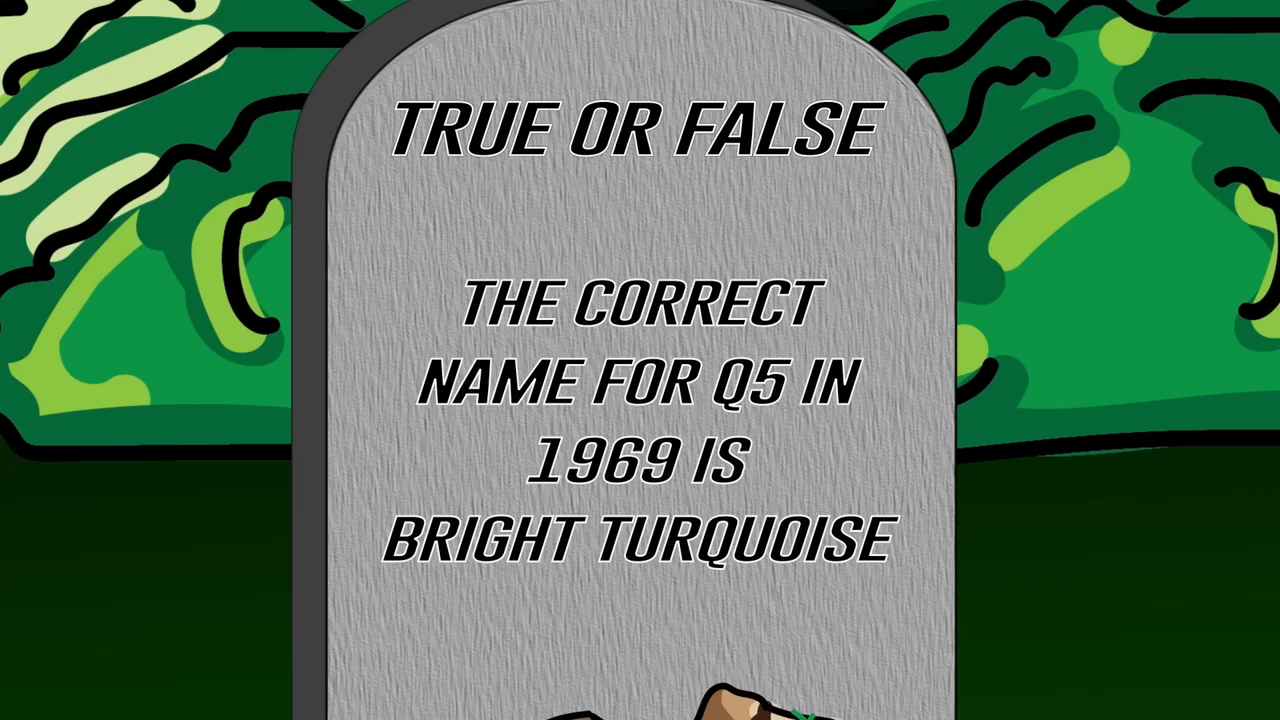 TRUE OR FALSE
THE CORRECT
NAME FOR Q5 IN
1969 IS
BRIGHT TURQUOISE